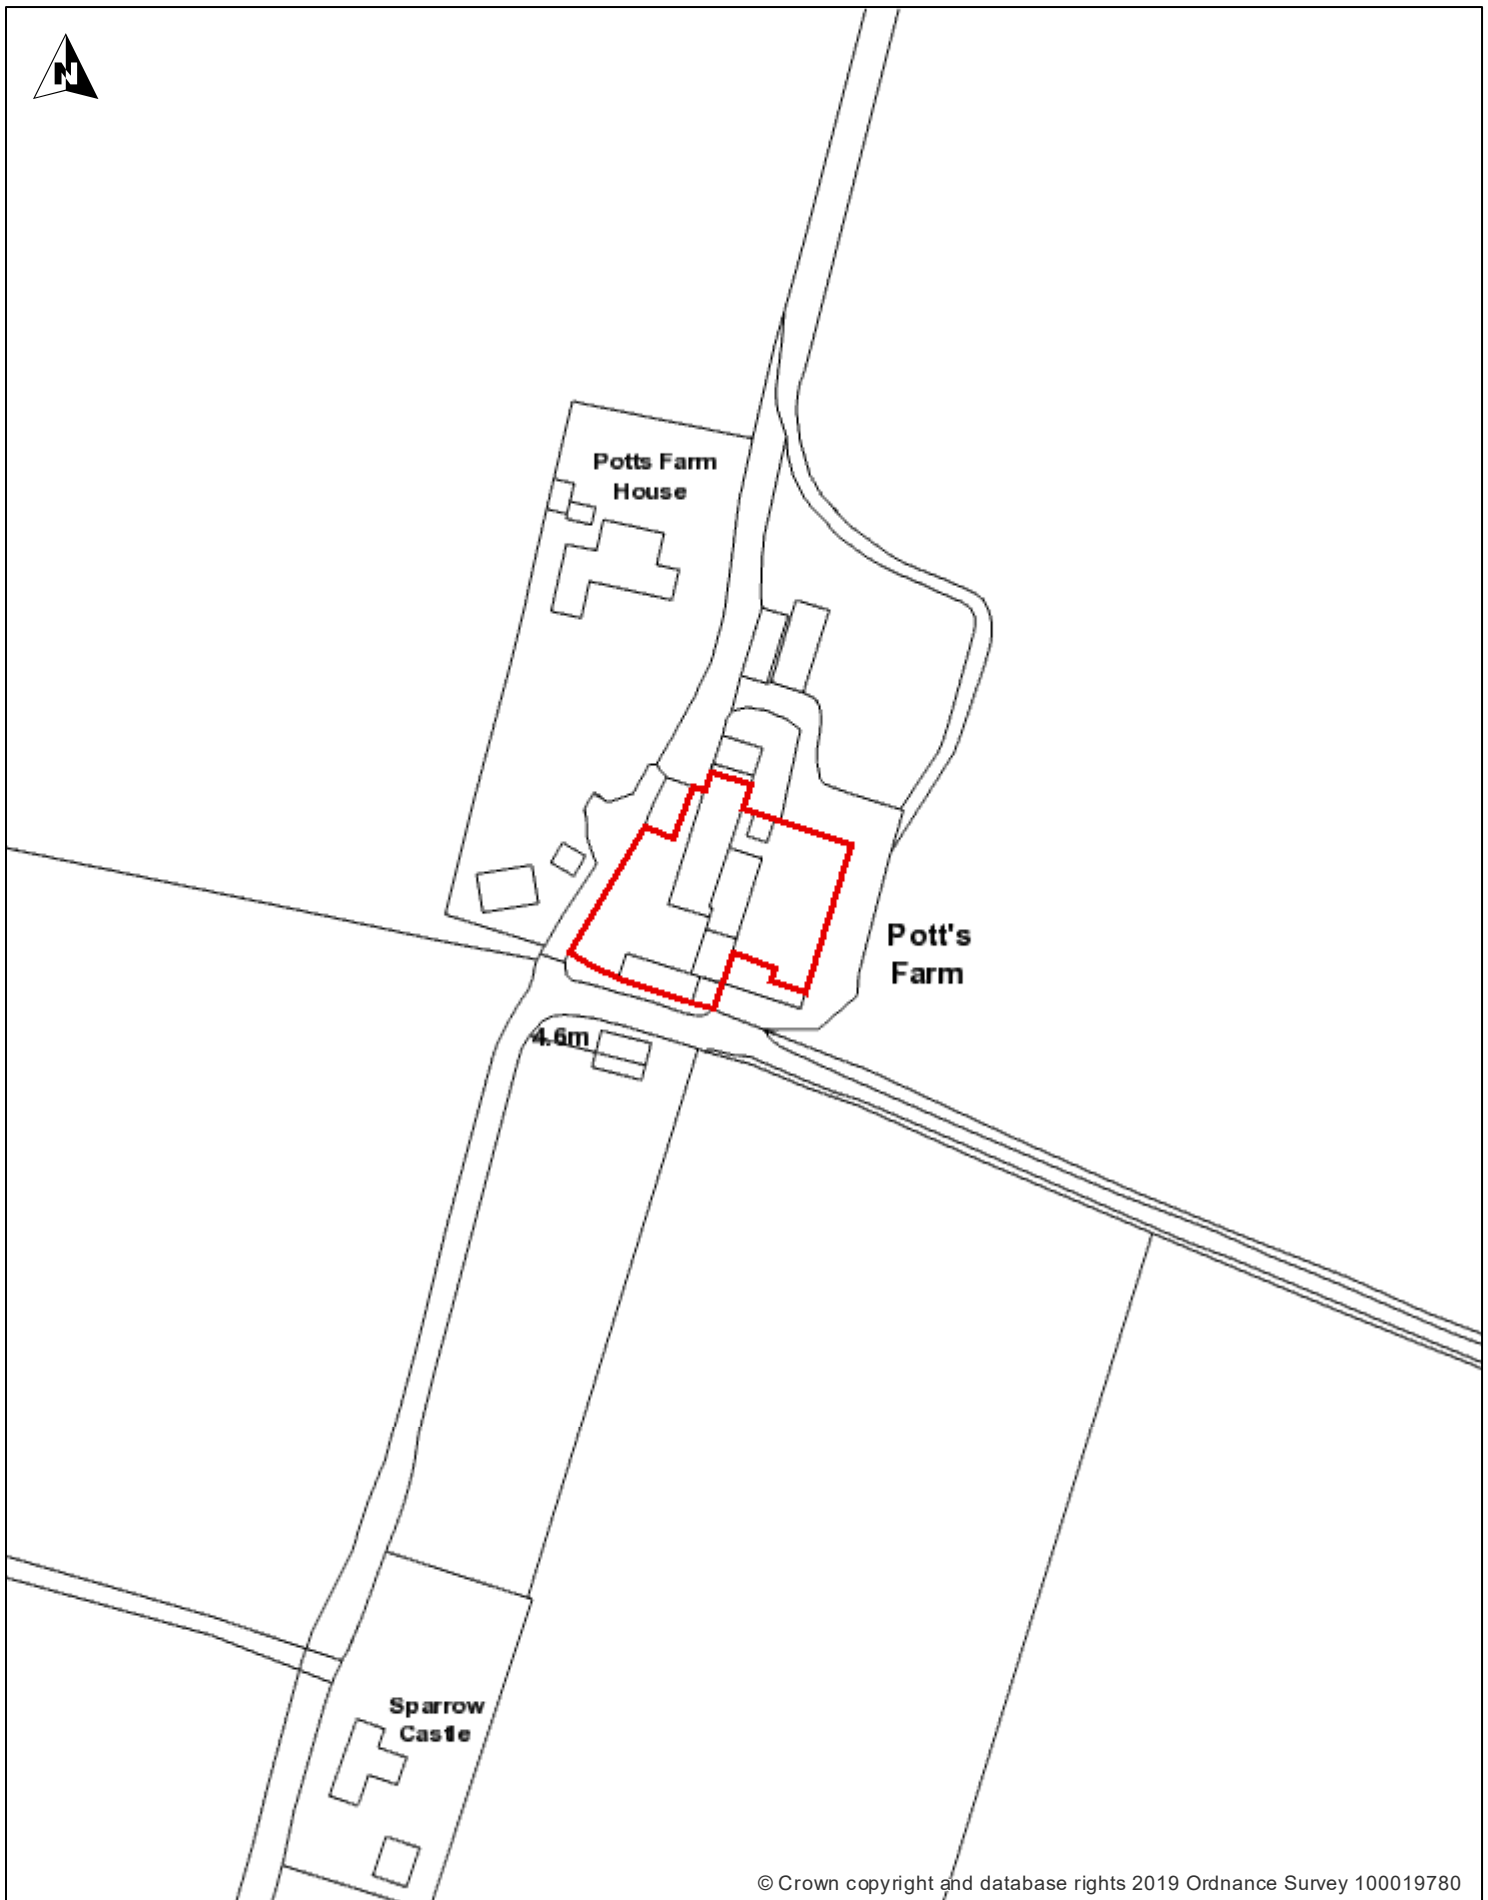 N
Potts Farm
House
Pott's
Farm
4.6m
Sparrow
Castle
© Crown copyright and database rights 2019 Ordnance Survey 100019780